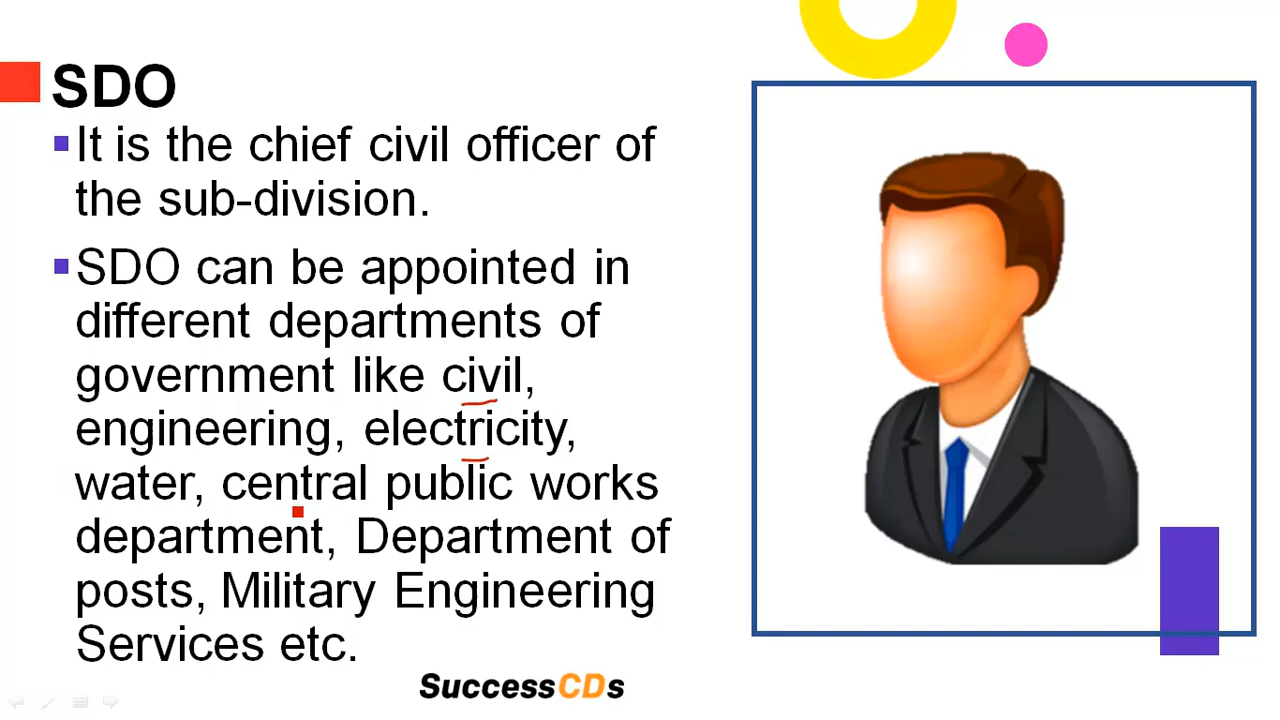 SDO
It is the chief civil officer of
the sub-division.
SDO can be appointed in
different departments of
government like civil,
engineering, electricity,
water, central public works
department, Department of
posts, Military Engineering
Services etc.
SuccessCDs